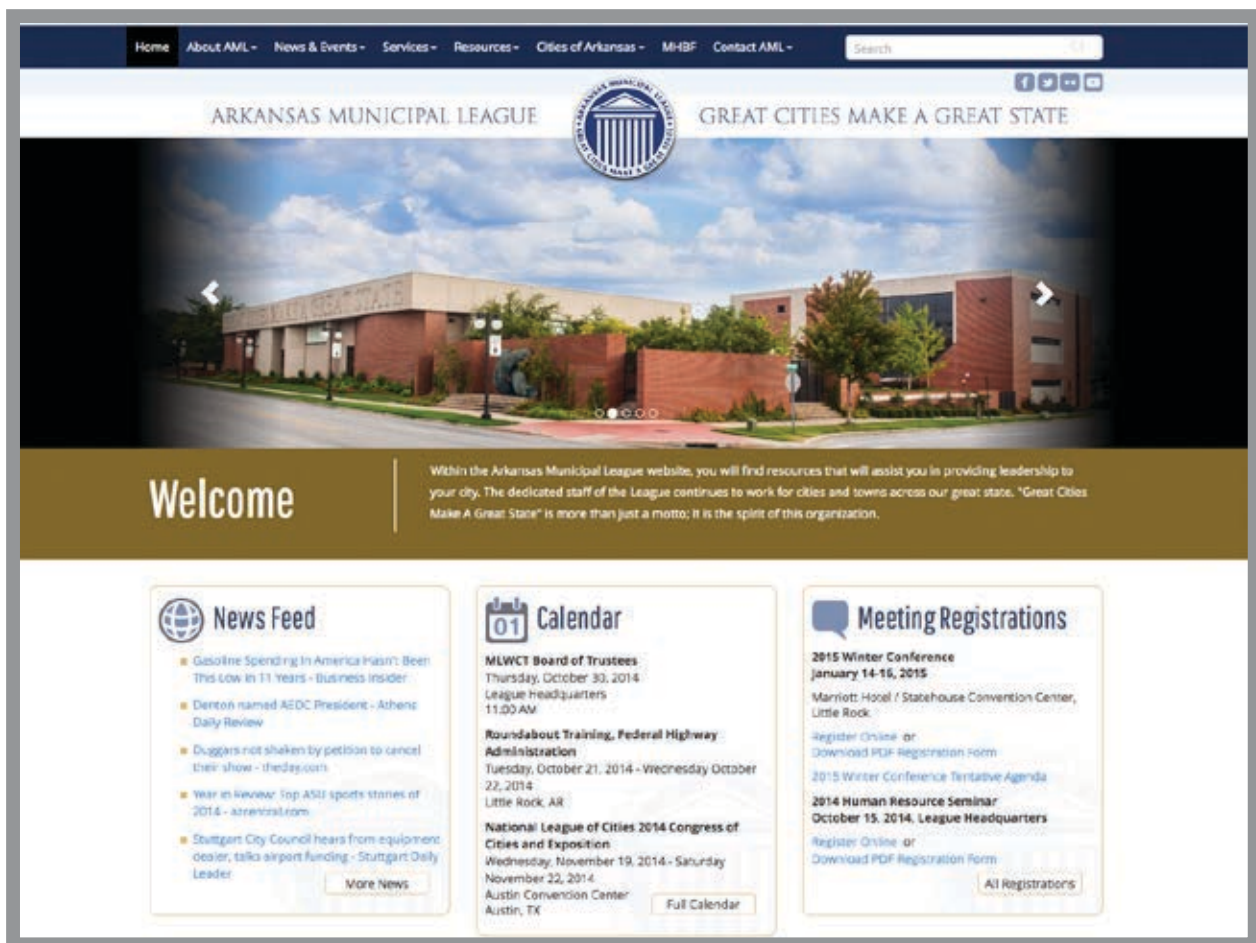 Home About AML News & Events Services Resources Cities of Arkansas MHBF Contact AML Search
ARKANSAS MUNICIPAL LEAGUE
GREAT CITIES MAKE A GREAT STATE
ARKANSAS MUNICIPAL LEAGUE
GREAT CITIES MAKE A GREAT STATE
MAKE A GREAT STATE
Welcome
Within the Arkansas Municipal League website, you will find resources that will assist you in providing leadership to
your city. The dedicated staff of the League continues to work for cities and towns across our great state. "Great Cities
Make A Great State" is more than just a motto; it is the spirit of this organization.
News Feed
Gasoline Spending In America Hasn't Been
This Low In 11 Years - Business Insider
Denton named AEDC President - Athens
Daily Review
Duggars not shaken by petition to cancel
their show - theday.com
Year in Review: Top ASU sports stories of
2014 - azcentral.com
Stuttgart City Council hears from equipment
dealer, talks airport funding - Stuttgart Daily
Leader
More News
01
Calendar
MLWCT Board of Trustees
Thursday, October 30, 2014
League Headquarters
11:00 AM
Roundabout Training, Federal Highway
Administration
Tuesday, October 21, 2014 - Wednesday October
22, 2014
Little Rock, AR
National League of Cities 2014 Congress of
Cities and Exposition
Wednesday, November 19, 2014 - Saturday
November 22, 2014
Austin Convention Center
Austin, TX
Full Calendar
Meeting Registrations
2015 Winter Conference
January 14-16, 2015
Marriott Hotel / Statehouse Convention Center,
Little Rock
Register Online or
Download PDF Registration Form
2015 Winter Conference Tentative Agenda
2014 Human Resource Seminar
October 15, 2014, League Headquarters
Register Online or
Download PDF Registration Form
All Registrations